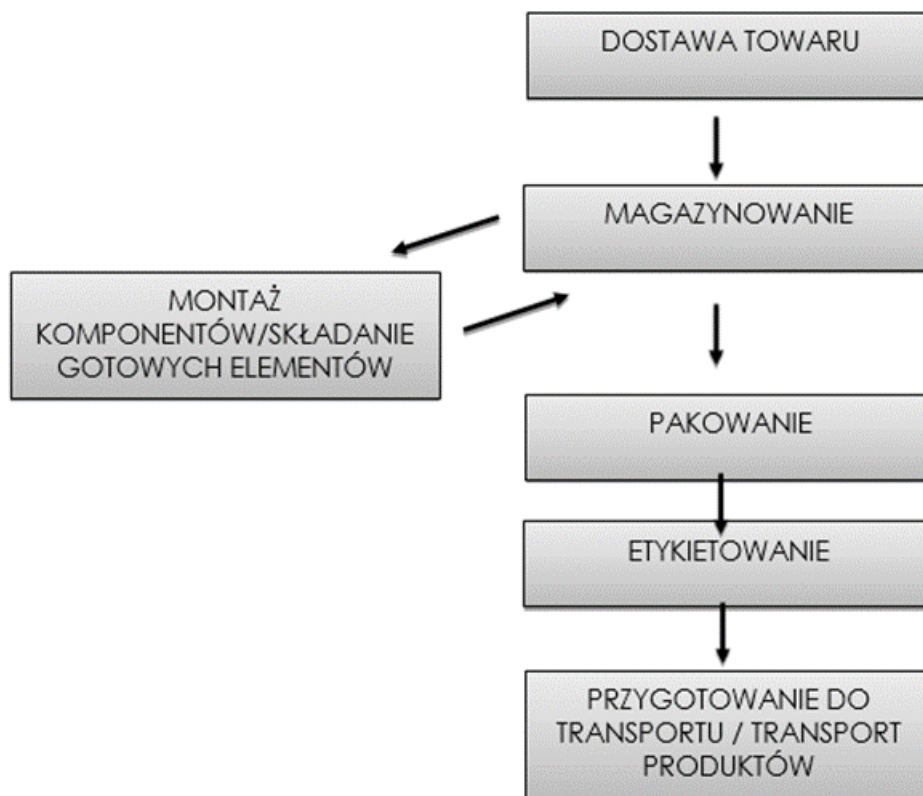 DOSTAWA TOWARU
MAGAZYNOWANIE
MONTAŻ
KOMPONENTÓW/SKŁADANIE
GOTOWYCH ELEMENTÓW
PAKOWANIE
ETYKIETOWANIE
PRZYGOTOWANIE DO
TRANSPORTU / TRANSPORT
PRODUKTÓW